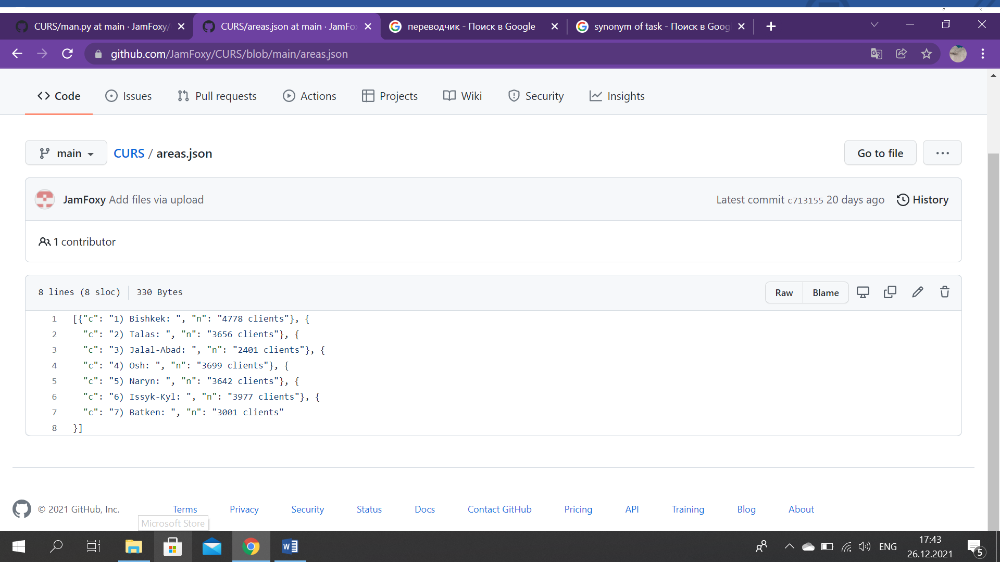 CURS/man.py at main · JamFoxy/
CURS/areas.json at main · JamFox
переводчик - Поиск в Google
synonym of task - Поиск в Goog
github.com/JamFoxy/CURS/blob/main/areas.json
Code
Issues
Pull requests
Actions
Projects
Wiki
Security
Insights
main
CURS / areas.json
Go to file
JamFoxy Add files via upload
Latest commit c713155 20 days ago
History
1 contributor
8 lines (8 sloc)
330 Bytes
Raw
Blame
1 [{"c": "1) Bishkek: ", "n": "4778 clients"}, {
2 "c": "2) Talas: ", "n": "3656 clients"}, {
3 "c": "3) Jalal-Abad: ", "n": "2401 clients"}, {
4 "c": "4) Osh: ", "n": "3699 clients"}, {
5 "c": "5) Naryn: ", "n": "3642 clients"}, {
6 "c": "6) Issyk-Kyl: ", "n": "3977 clients"}, {
7 "c": "7) Batken: ", "n": "3001 clients"
8 }]
© 2021 GitHub, Inc.
Terms
Privacy
Security
Status
Docs
Contact GitHub
Pricing
API
Training
Blog
About
Microsoft Store
W
ENG
17:43
26.12.2021
5